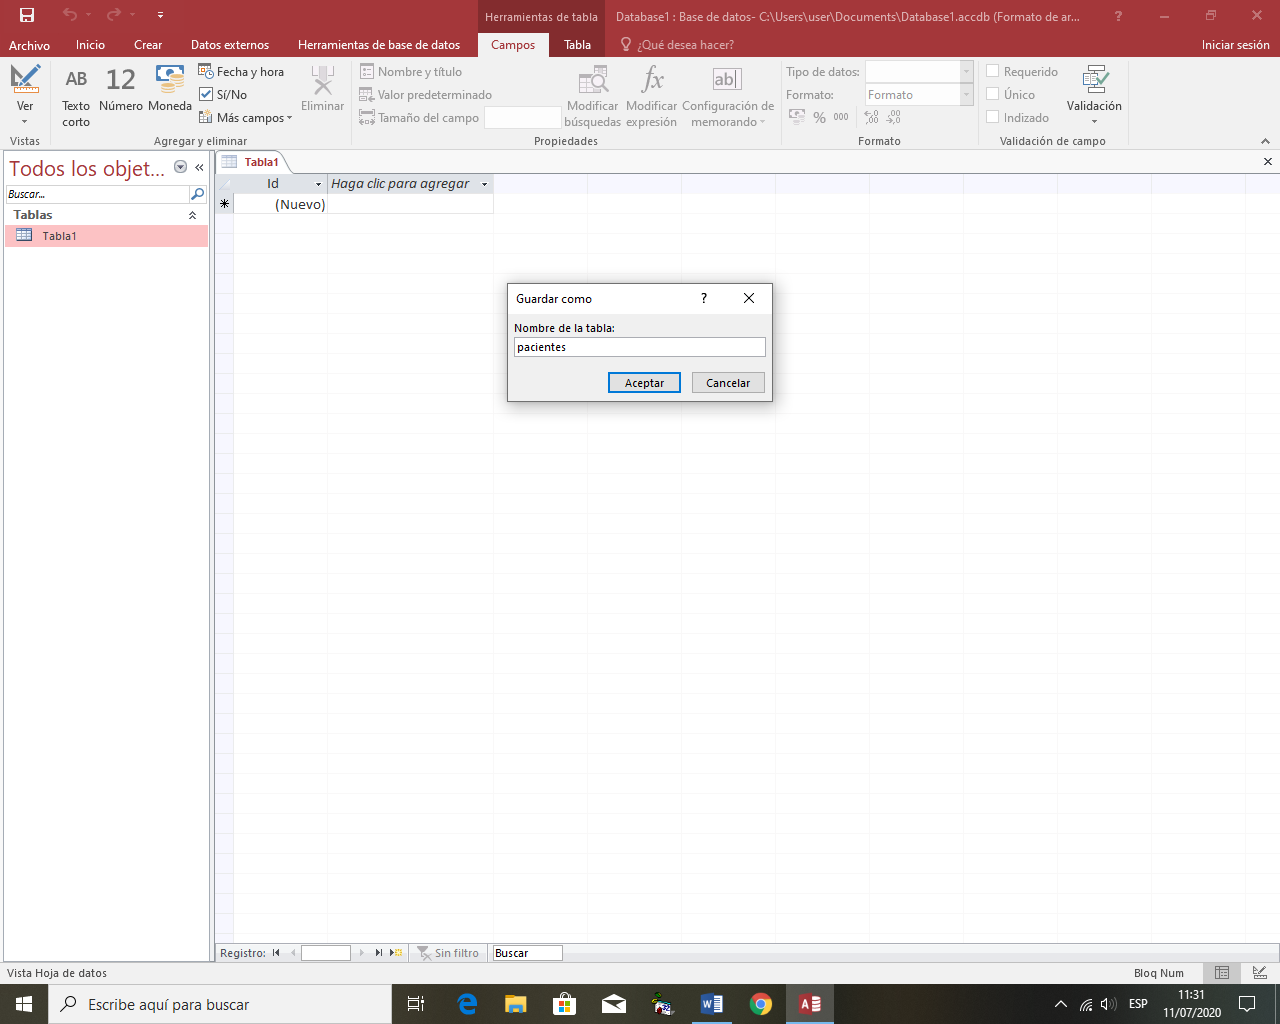 Herramientas de tabla
Database1 : Base de datos- C:\Users\user\Documents\Database1.accdb (Formato de ar...
Archivo
Inicio
Crear
Datos externos
Herramientas de base de datos
Campos
Tabla
¿Qué desea hacer?
Iniciar sesión
Ver
Vistas
AB
Texto
corto
12
Número
Moneda
Fecha y hora
Sí/No
Más campos
Eliminar
Agregar y eliminar
Nombre y título
Valor predeterminado
Tamaño del campo
Modificar
búsquedas
fx
Modificar
expresión
ab|
Configuración de
memorando
Propiedades
Tipo de datos:
Formato:
Formato
% 000
Formato
Requerido
Único
Indizado
Validación
Validación de campo
Todos los objet... «
Buscar...
Tablas
Tabla1
Tabla1
Id
Haga clic para agregar
(Nuevo)
Guardar como
?
Nombre de la tabla:
pacientes
Aceptar
Cancelar
Registro:
Sin filtro
Buscar
Vista Hoja de datos
Bloq Num
Escribe aquí para buscar
ESP
11:31
11/07/2020